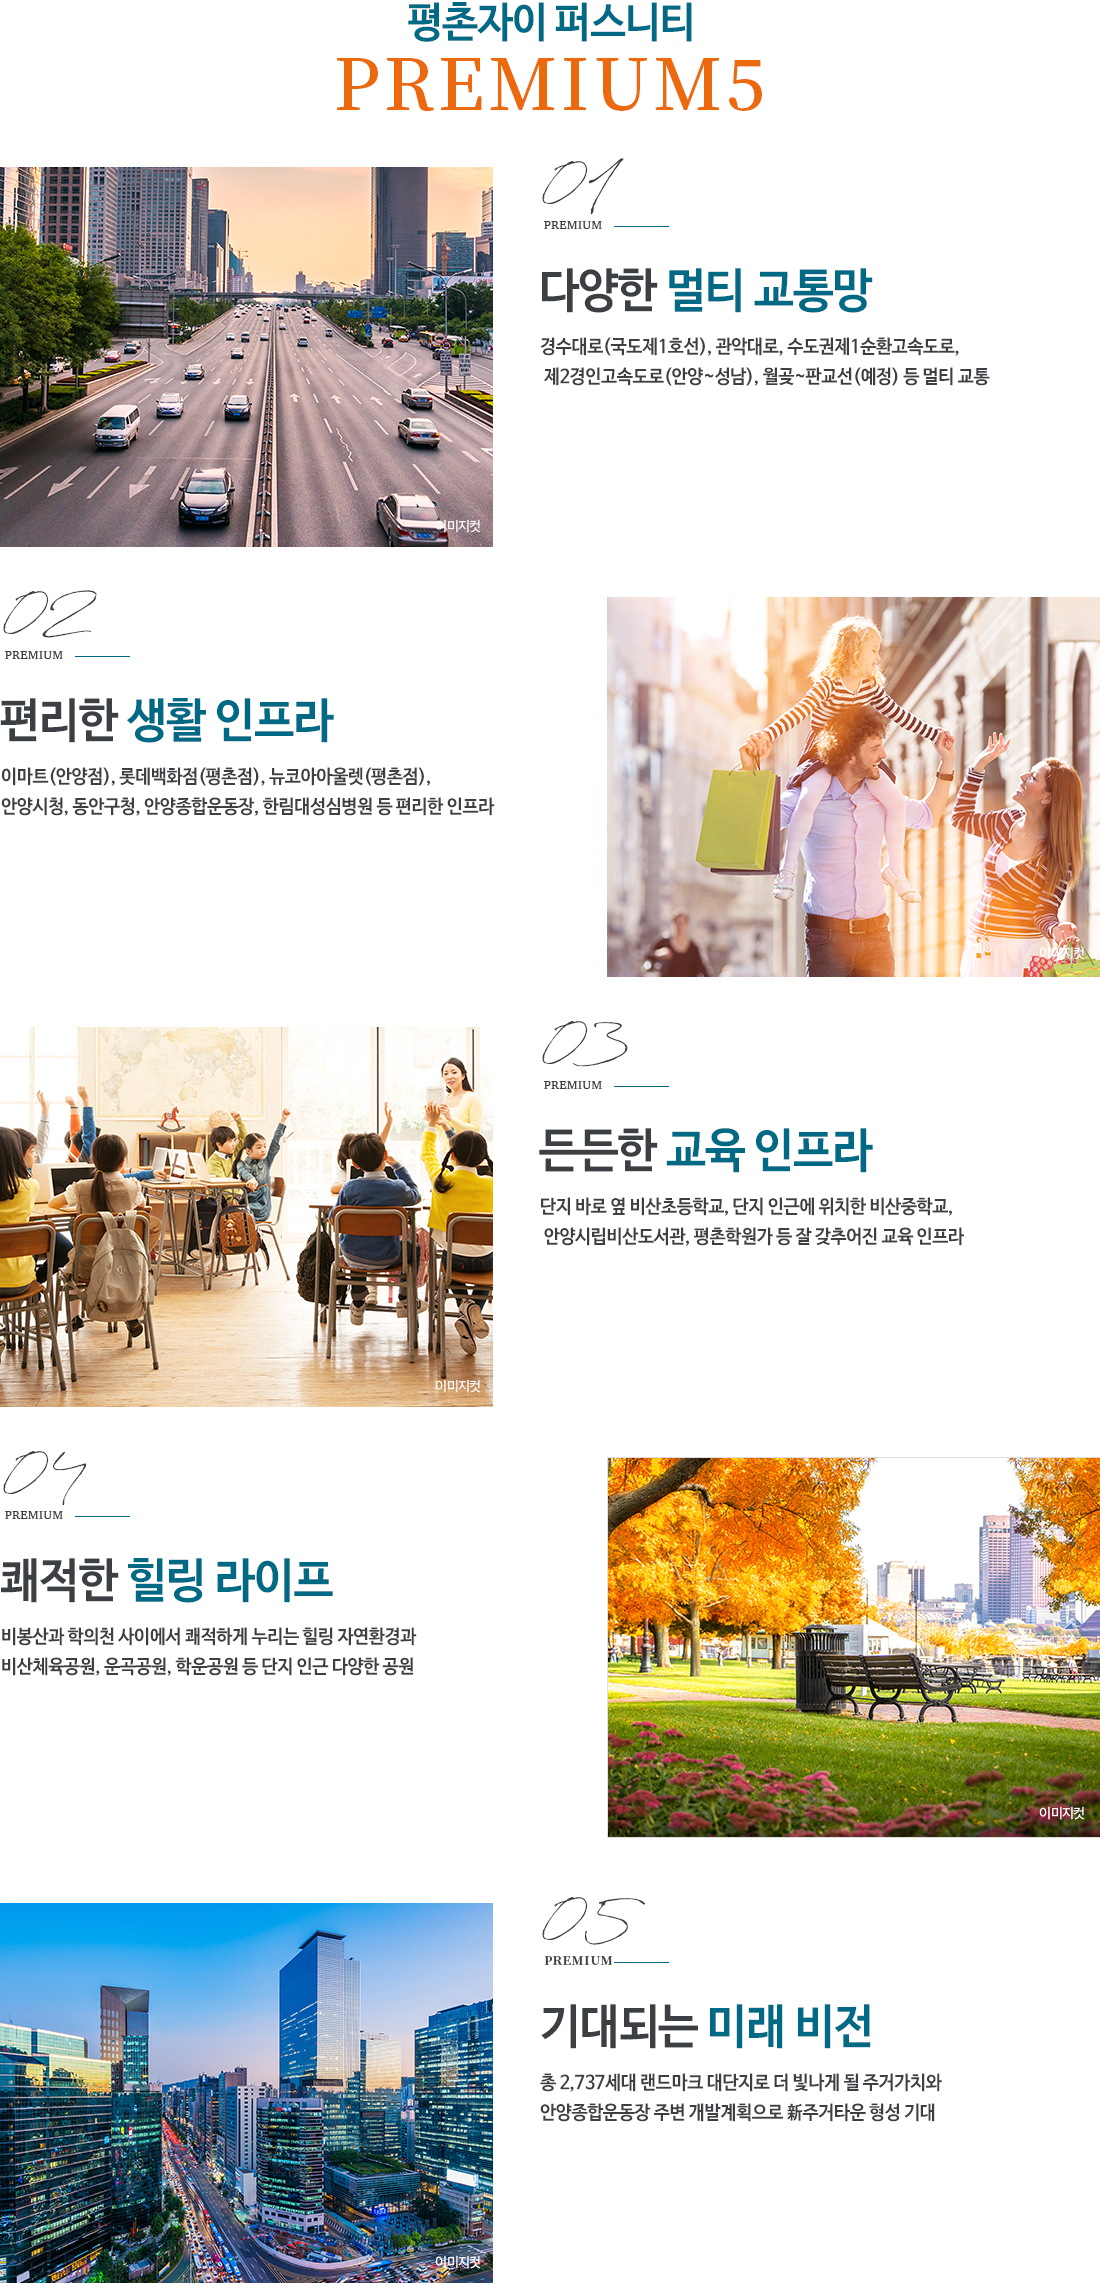 평촌자이 퍼스니티
PREMIUM5
01
PREMIUM
다양한 멀티 교통망
경수대로(국도제1호선), 관악대로, 수도권제1순환고속도로,
제2경인고속도로(안양~성남), 월곶~판교선(예정) 등 멀티 교통
이미지컷
02
PREMIUM
편리한 생활 인프라
이마트(안양점), 롯데백화점(평촌점), 뉴코아아울렛(평촌점),
안양시청, 동안구청, 안양종합운동장, 한림대성심병원 등 편리한 인프라
이미지컷
03
PREMIUM
든든한 교육 인프라
단지 바로 옆 비산초등학교, 단지 인근에 위치한 비산중학교,
안양시립비산도서관, 평촌학원가 등 잘 갖추어진 교육 인프라
이미지컷
04
PREMIUM
쾌적한 힐링 라이프
비봉산과 학의천 사이에서 쾌적하게 누리는 힐링 자연환경과
비산체육공원, 운곡공원, 학운공원 등 단지 인근 다양한 공원
이미지컷
05
PREMIUM
기대되는 미래 비전
총 2,737세대 랜드마크 대단지로 더 빛나게 될 주거가치와
안양종합운동장 주변 개발계획으로 新주거타운 형성 기대
이미지컷